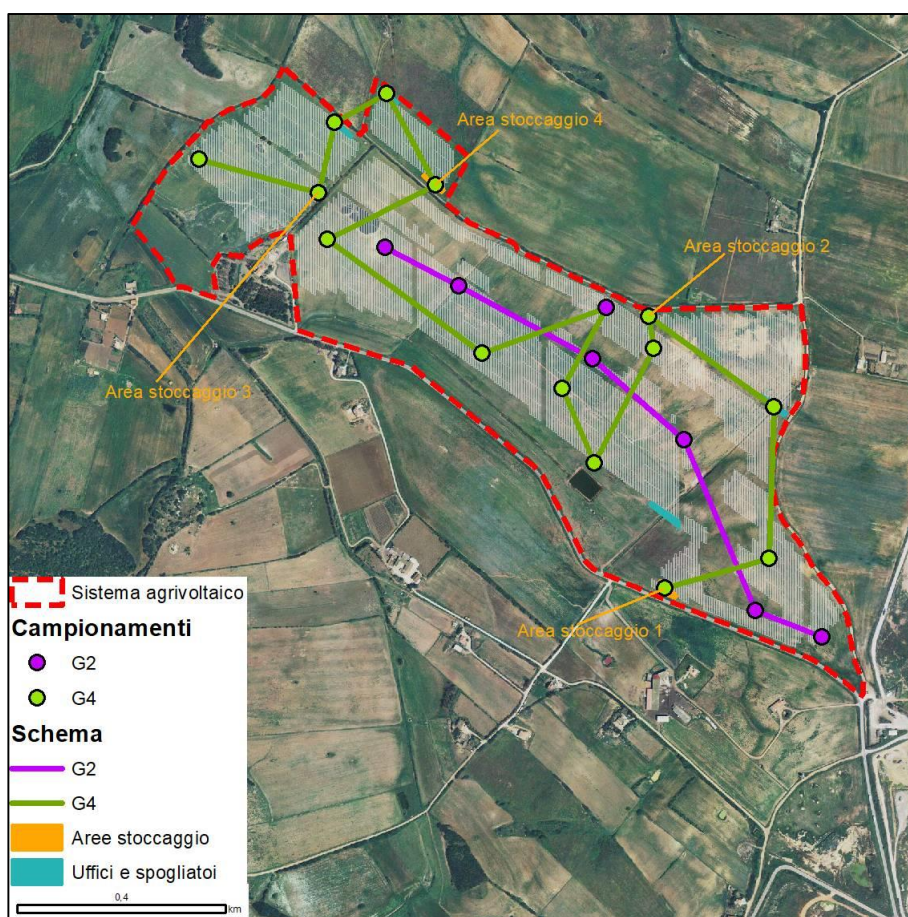 Area stoccaggio 4
Area stoccaggio 2
Area stoccaggio 3
Area stoccaggio 1
Sistema agrivoltaico
Campionamenti
G2
G4
Schema
G2
G4
Aree stoccaggio
Uffici e spogliatoi
0,4
km